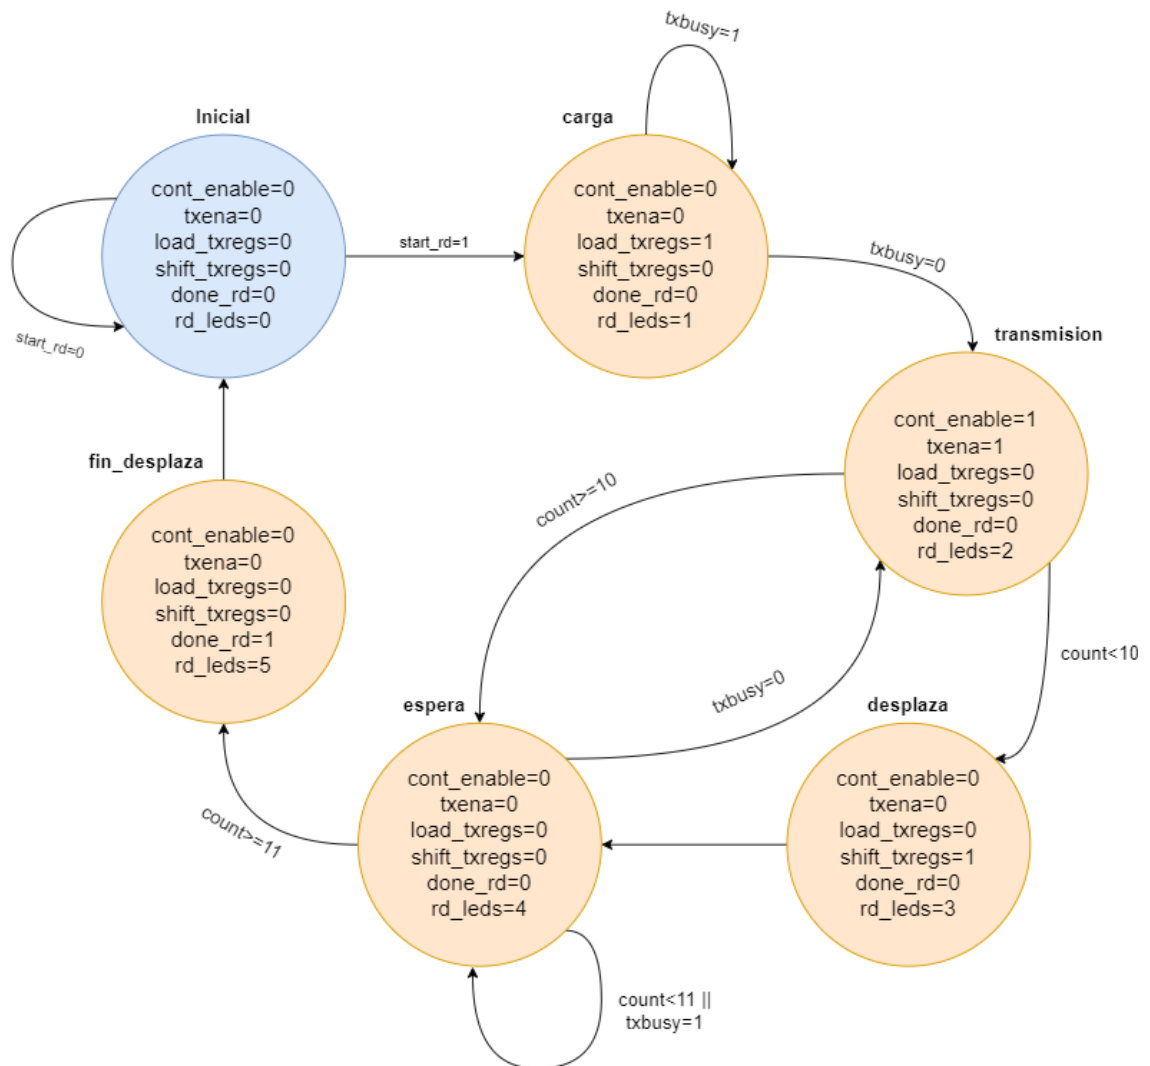 txbusy=1
Inicial
cont_enable=0
txena=0
load_txregs=0
shift_txregs=0
done_rd=0
rd_leds=0
start_rd=0
start_rd=1
carga
cont_enable=0
txena=0
load_txregs=1
shift_txregs=0
done_rd=0
rd_leds=1
txbusy=0
transmision
cont_enable=1
txena=1
load_txregs=0
shift_txregs=0
done_rd=0
rd_leds=2
count>=10
count<10
fin_desplaza
cont_enable=0
txena=0
load_txregs=0
shift_txregs=0
done_rd=1
rd_leds=5
count>=11
espera
cont_enable=0
txena=0
load_txregs=0
shift_txregs=0
done_rd=0
rd_leds=4
txbusy=0
desplaza
cont_enable=0
txena=0
load_txregs=0
shift_txregs=1
done_rd=0
rd_leds=3
count<11 ||
txbusy=1